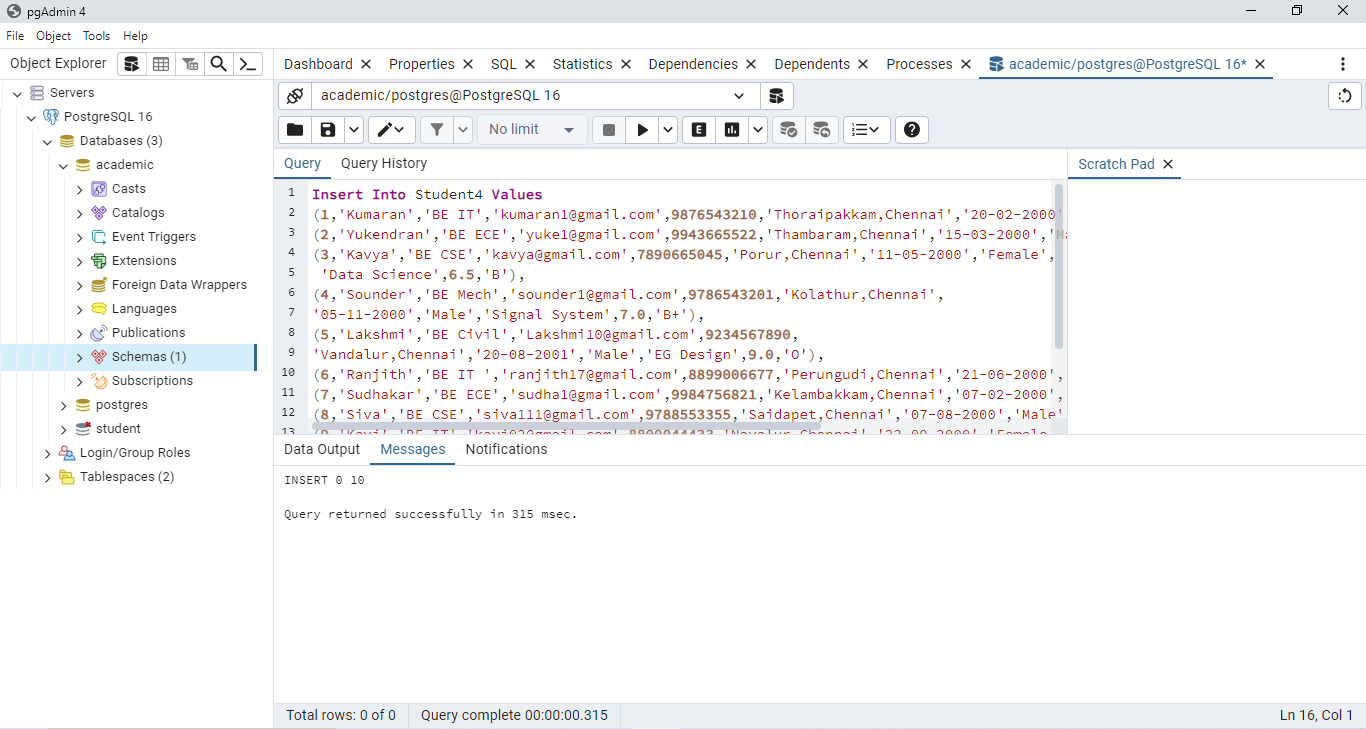 pgAdmin 4
File Object Tools Help
Object Explorer
Dashboard Properties SQL Statistics Dependencies Dependents Processes academic/postgres@PostgreSQL 16*
Servers
PostgreSQL 16
Databases (3)
academic
Casts
Catalogs
Event Triggers
Extensions
Foreign Data Wrappers
Languages
Publications
Schemas (1)
Subscriptions
postgres
student
Login/Group Roles
Tablespaces (2)
academic/postgres@PostgreSQL 16
No limit
E
Query Query History
Scratch Pad
1 Insert Into Student4 Values
2 (1,'Kumaran','BE IT','kumaran1@gmail.com',9876543210,'Thoraipakkam,Chennai','20-02-2000'
3 (2,'Yukendran','BE ECE','yuke1@gmail.com',9943665522,'Thambaram,Chennai','15-03-2000','Ma
4 (3,'Kavya','BE CSE','kavya@gmail.com',7890665045,'Porur,Chennai','11-05-2000','Female',
5 'Data Science',6.5,'B'),
6 (4,'Sounder','BE Mech','sounder1@gmail.com',9786543201,'Kolathur,Chennai',
7 '05-11-2000','Male','Signal System',7.0,'B+'),
8 (5,'Lakshmi','BE Civil','Lakshmi10@gmail.com',9234567890,
9 'Vandalur,Chennai','20-08-2001','Male','EG Design',9.0,'O'),
10 (6,'Ranjith','BE IT ','ranjith17@gmail.com',8899006677,'Perungudi,Chennai','21-06-2000',
11 (7,'Sudhakar','BE ECE','sudha1@gmail.com',9984756821,'Kelambakkam,Chennai','07-02-2000',
12 (8,'Siva','BE CSE','siva111@gmail.com',9788553355,'Saidapet,Chennai','07-08-2000','Male'
13
Data Output Messages Notifications
INSERT 0 10
Query returned successfully in 315 msec.
Total rows: 0 of 0 Query complete 00:00:00.315 Ln 16, Col 1